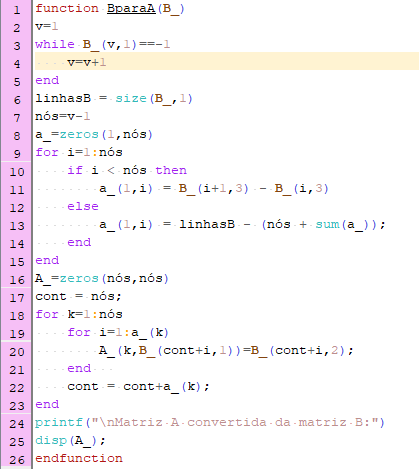 1 function BparaA(B_)
2 v=1
3 while B_(v,1)==-1
4 v=v+1
5 end
6 linhasB = size(B_,1)
7 nós=v-1
8 a_=zeros(1,nós)
9 for i=1:nós
10 if i < nós then
11 a_(1,i) = B_(i+1,3) - B_(i,3)
12 else
13 a_(1,i) = linhasB - (nós + sum(a_));
14 end
15 end
16 A_=zeros(nós,nós)
17 cont = nós;
18 for k=1:nós
19 for i=1:a_(k)
20 A_(k,B_(cont+i,1))=B_(cont+i,2);
21 end
22 cont = cont+a_(k);
23 end
24 printf("\nMatriz A convertida da matriz B:")
25 disp(A_);
26 endfunction